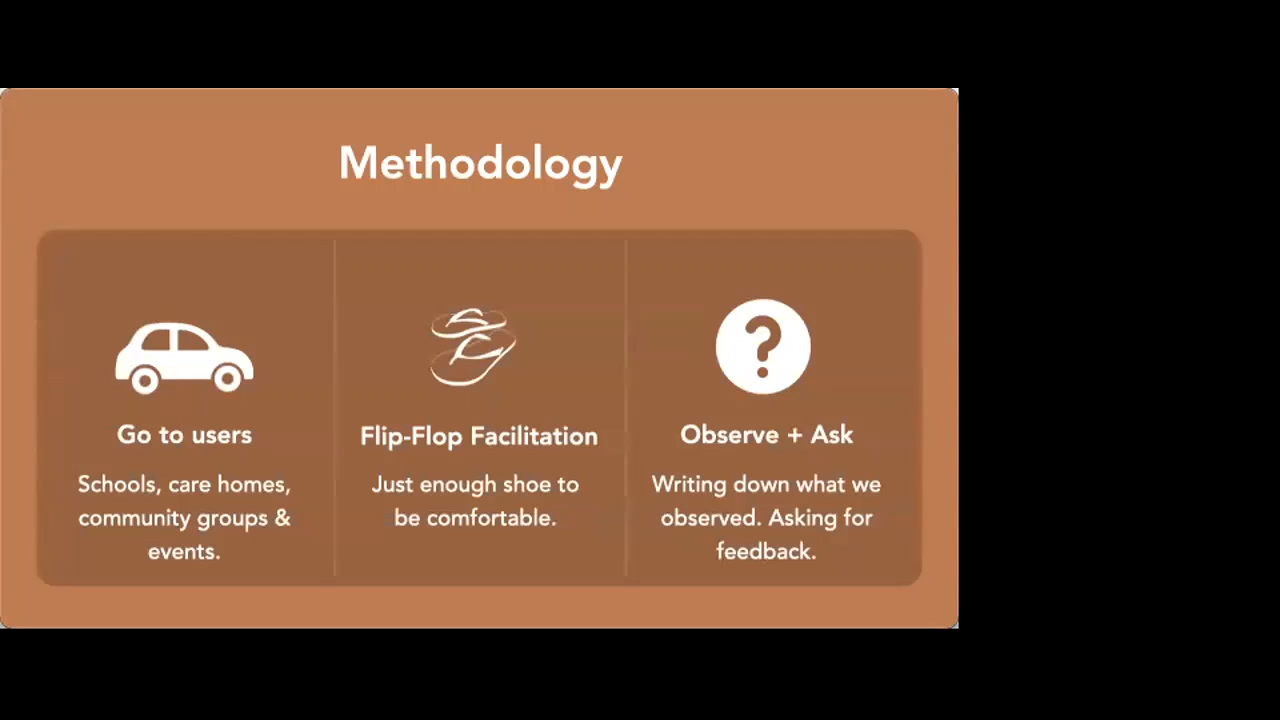 Methodology
Go to users
Schools, care homes,
community groups &
events.
Flip-Flop Facilitation
Just enough shoe to
be comfortable.
?
Observe + Ask
Writing down what we
observed. Asking for
feedback.